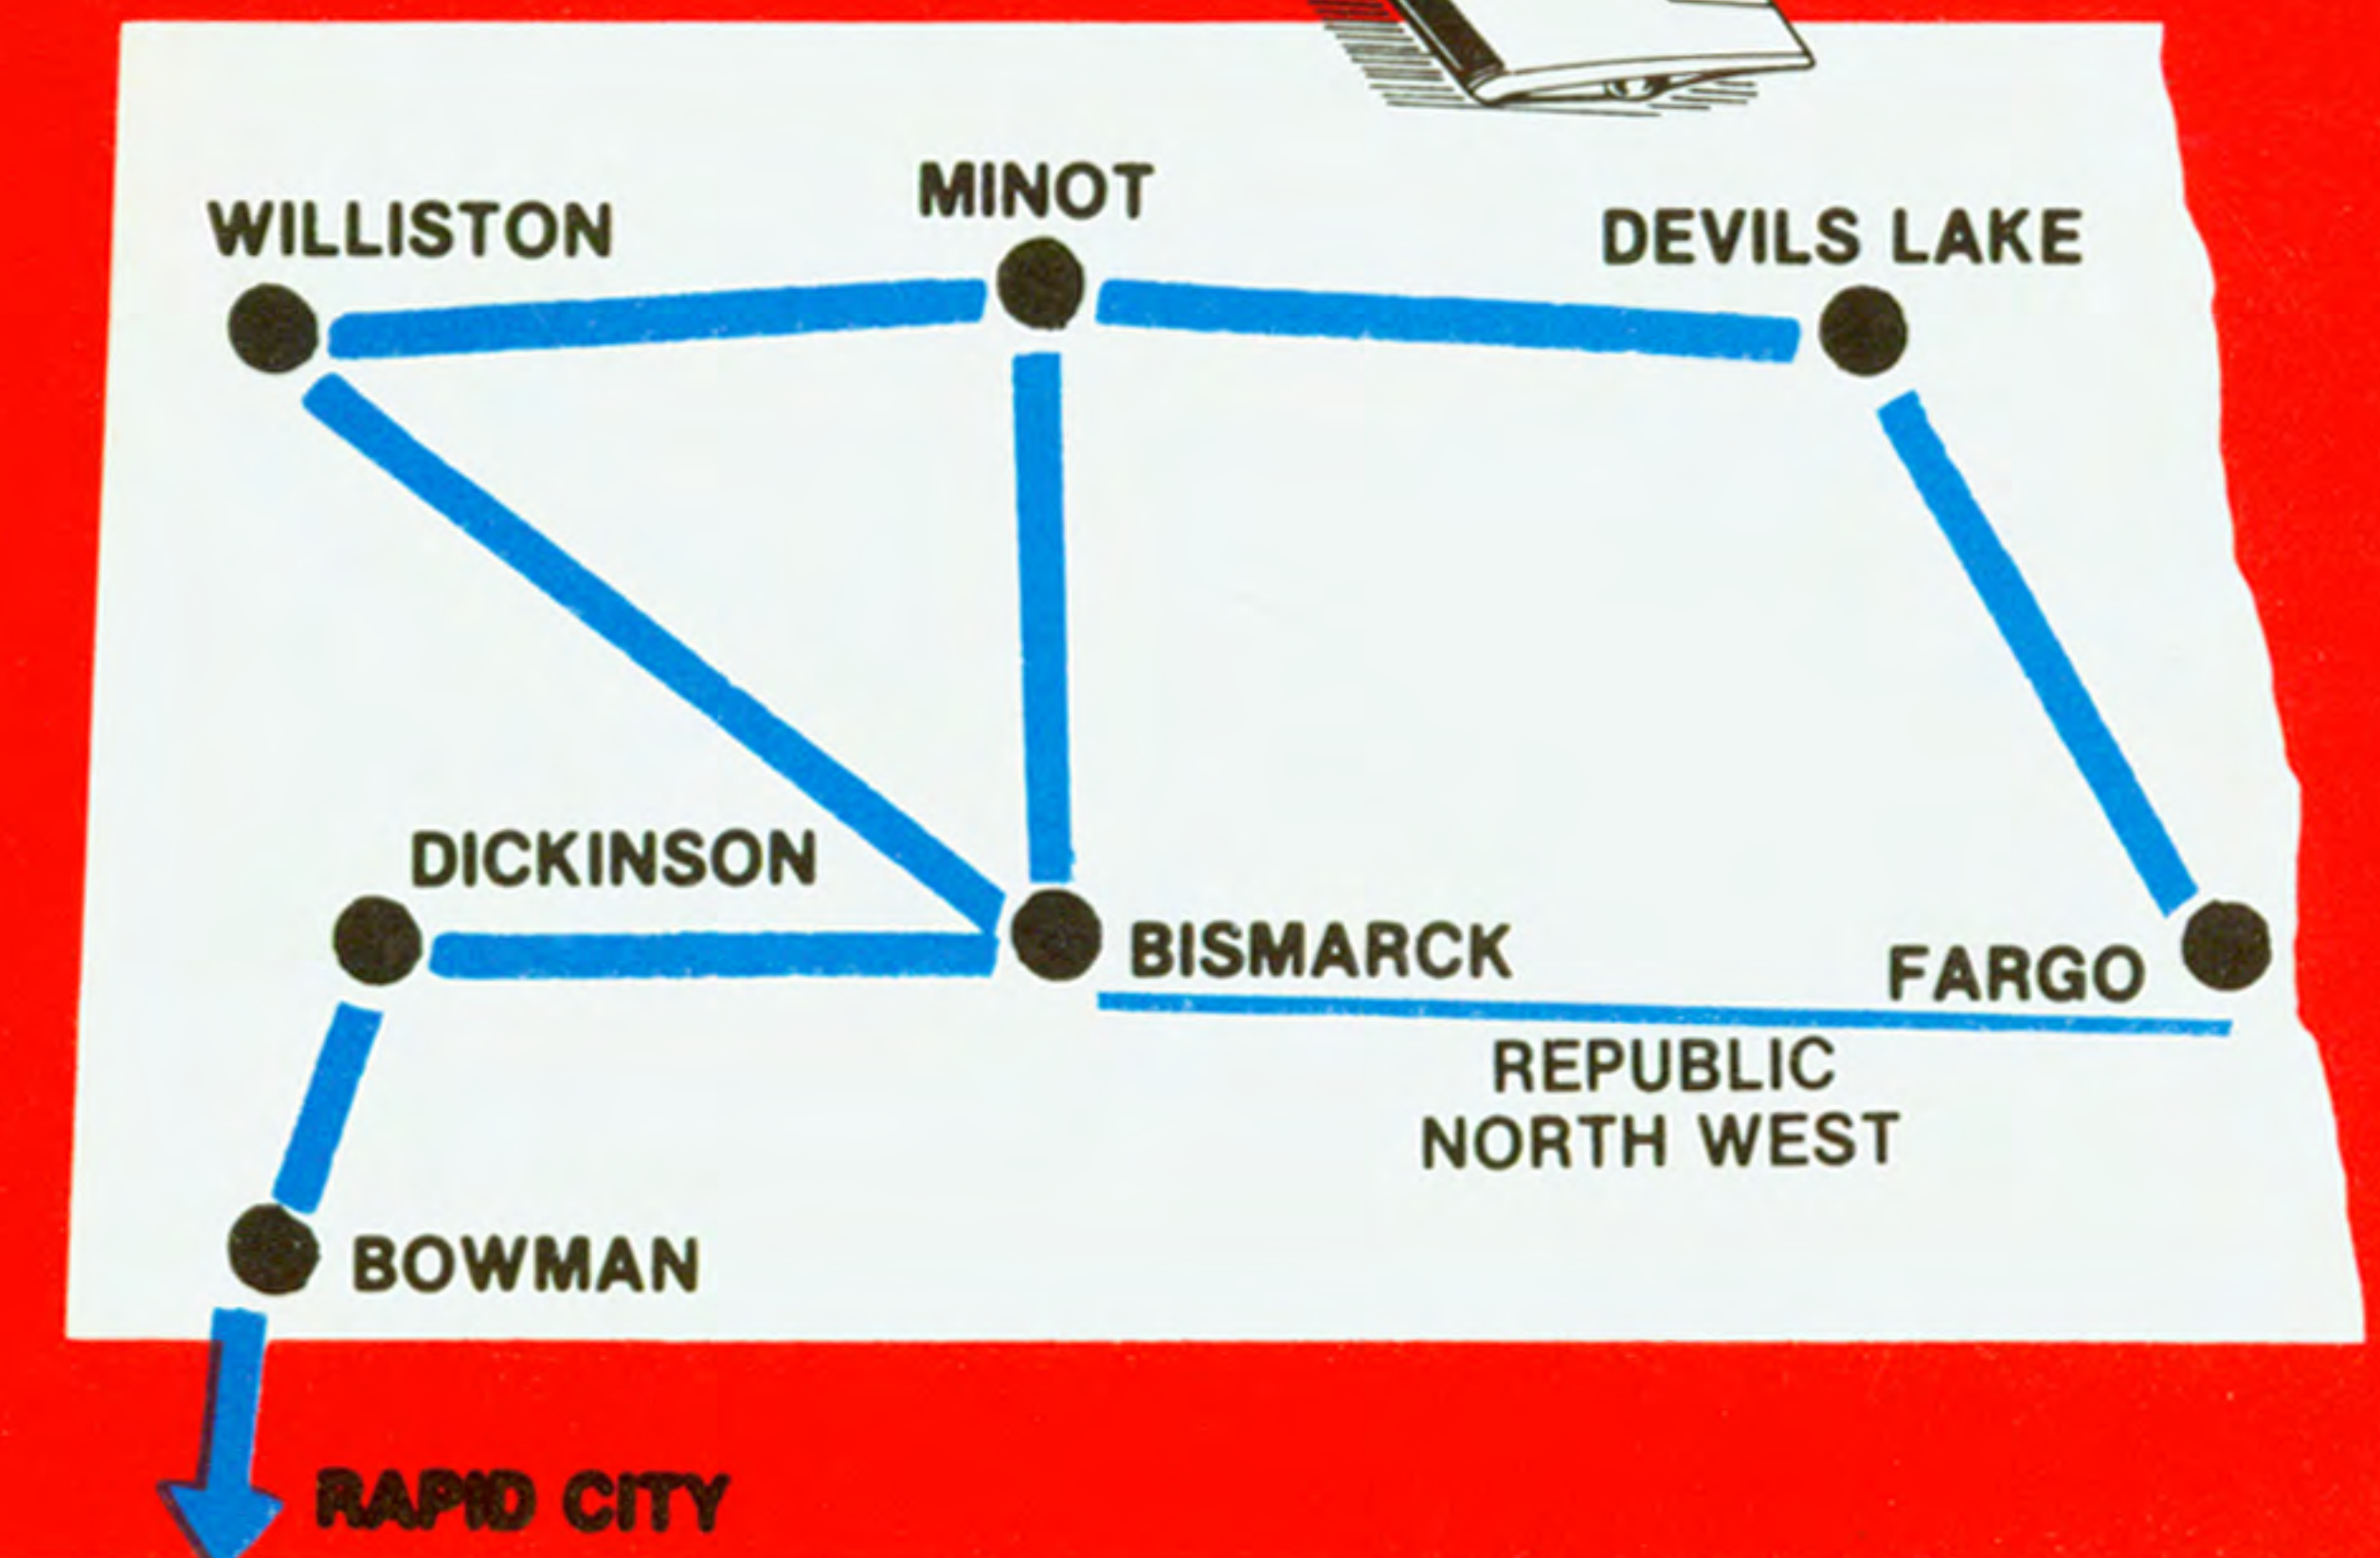 MINOT
WILLISTON
DEVILS LAKE
DICKINSON
BISMARCK
FARGO
REPUBLIC
NORTH WEST
BOWMAN
RAPID CITY